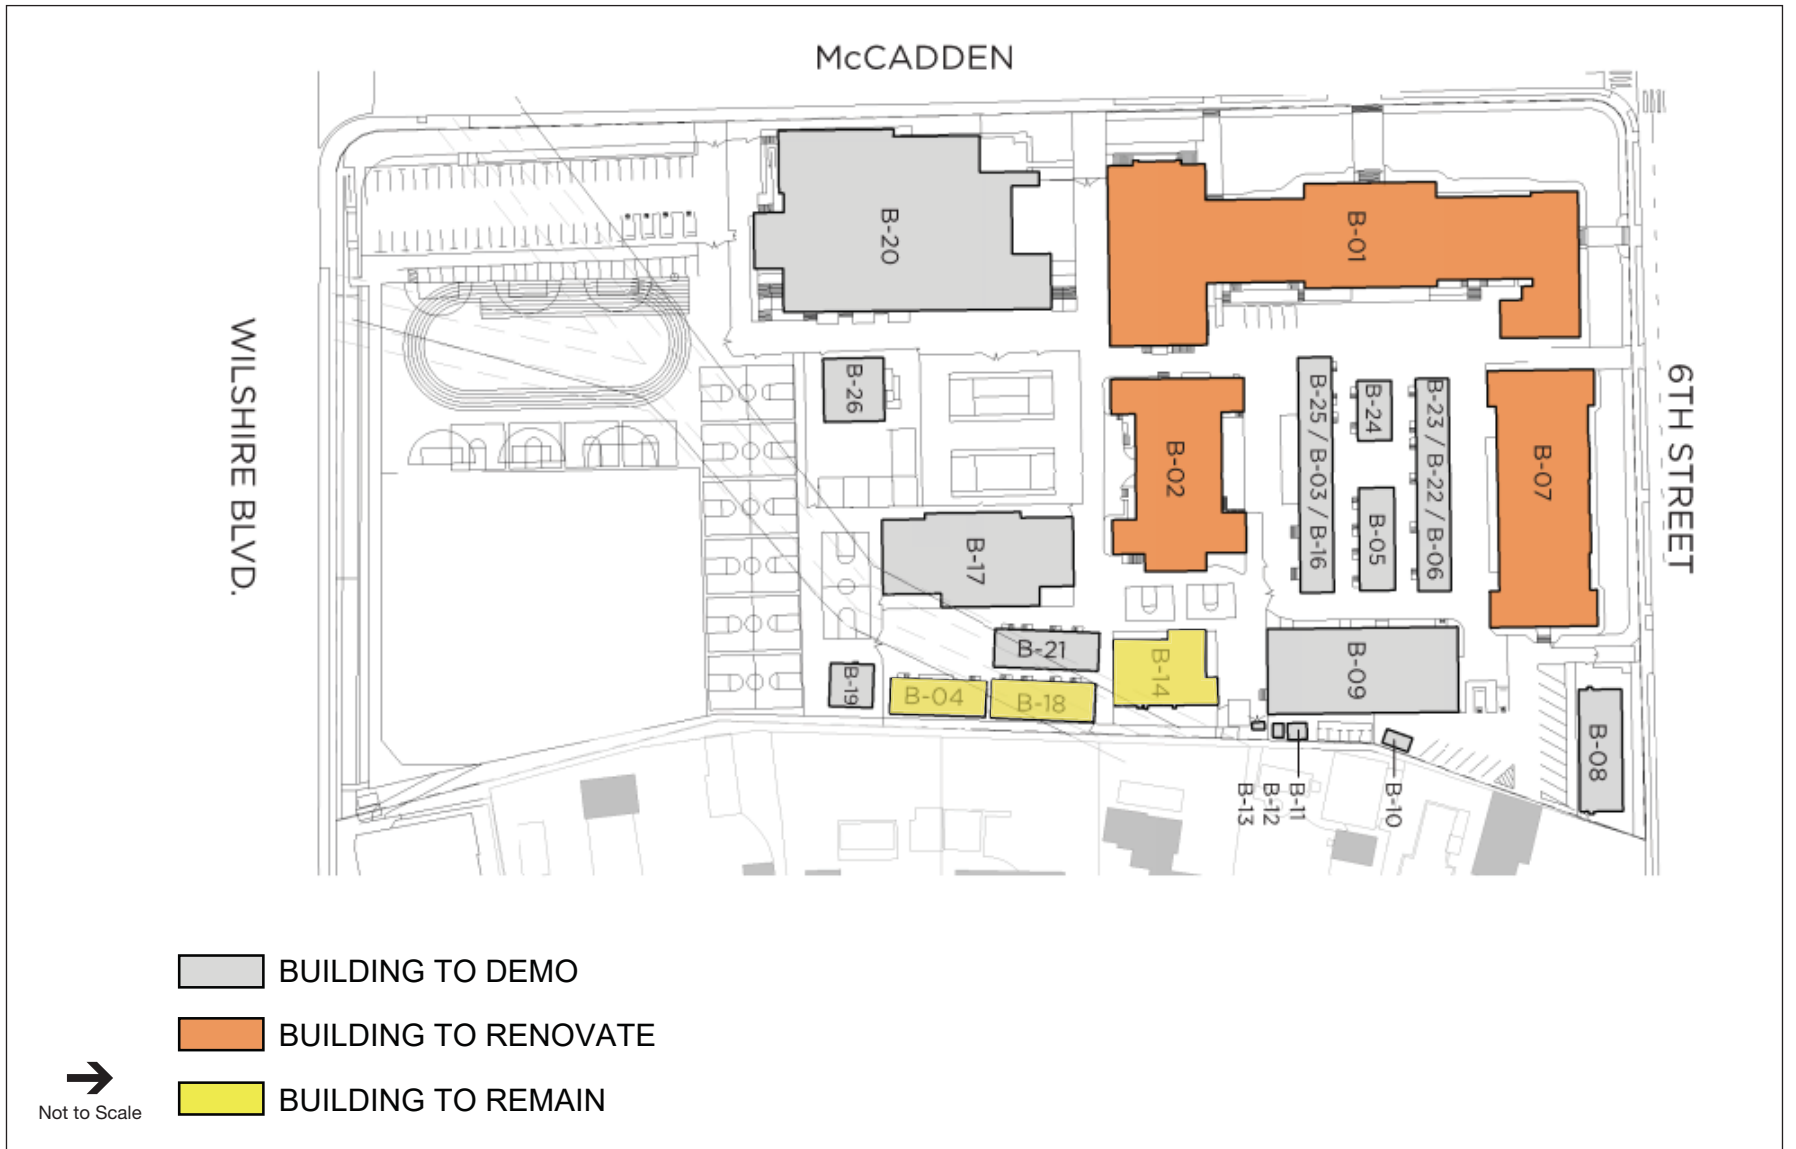 McCADDEN
WILSHIRE BLVD.
6TH STREET
B-20
B-01
B-26
B-02
B-25 / B-03 / B-16
B-24
B-05
B-23 / B-22 / B-06
B-07
B-17
B-21
B-19
B-04
B-18
B-14
B-09
B-08
B-13
B-12
B-11
B-10
BUILDING TO DEMO
BUILDING TO RENOVATE
BUILDING TO REMAIN
Not to Scale